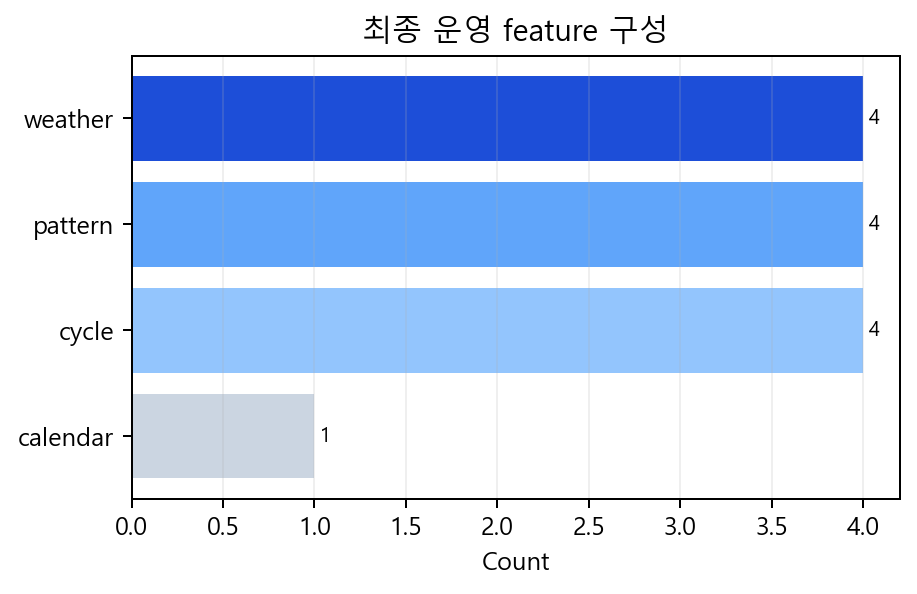 최종 운영 feature 구성
weather
4
pattern
4
cycle
4
calendar
1
0.0 0.5 1.0 1.5 2.0 2.5 3.0 3.5 4.0
Count